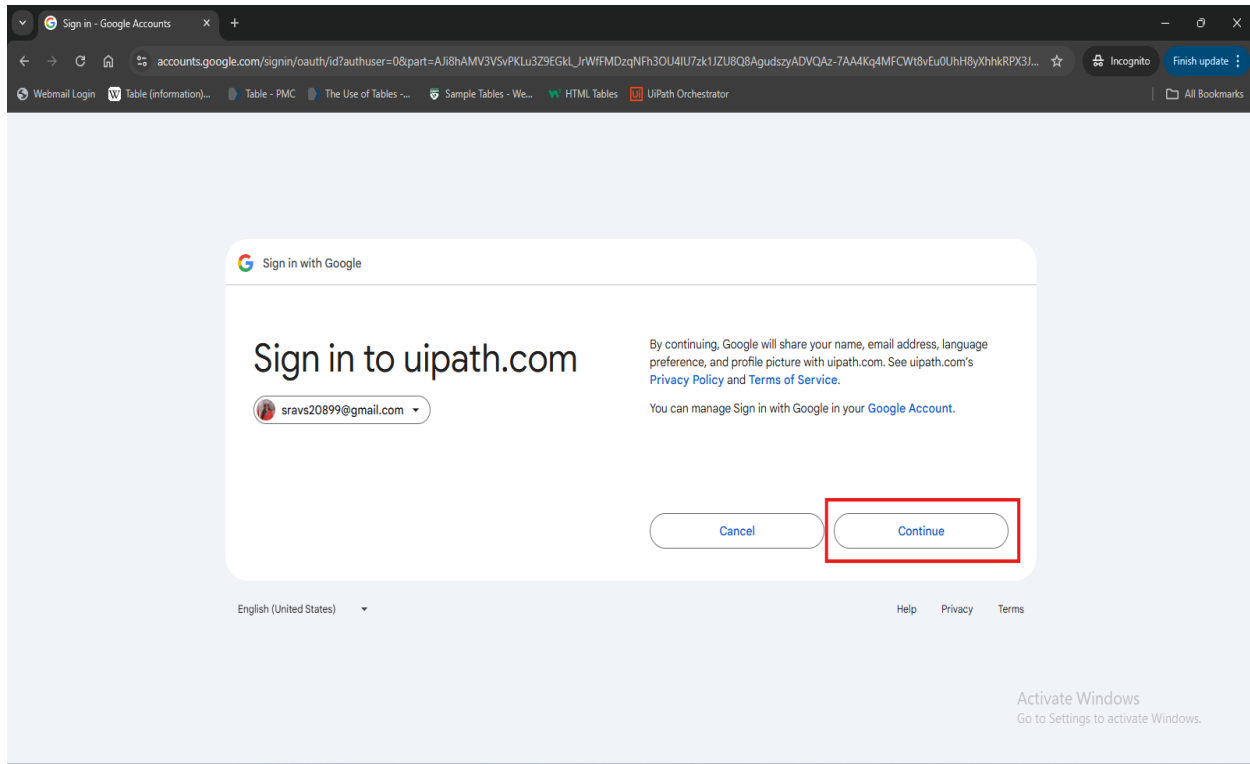 Sign in - Google Accounts
accounts.google.com/signin/oauth/id?authuser=0&part=AJi8hAMV3VSvPKLu3Z9EGkL_JrWfFMDzqNFh3OU4IU7zk1JZU8Q8AgudszyADVQAz-7AA4Kq4MFCWt8vEu0UhH8yXhhkRPX3J...
Incognito
Finish update
Webmail Login
Table (information)...
Table - PMC
The Use of Tables -...
Sample Tables - We...
HTML Tables
UiPath Orchestrator
All Bookmarks
Sign in with Google
Sign in to uipath.com
sravs20899@gmail.com
By continuing, Google will share your name, email address, language
preference, and profile picture with uipath.com. See uipath.com's
Privacy Policy and Terms of Service.
You can manage Sign in with Google in your Google Account.
Cancel
Continue
English (United States)
Help
Privacy
Terms
Activate Windows
Go to Settings to activate Windows.